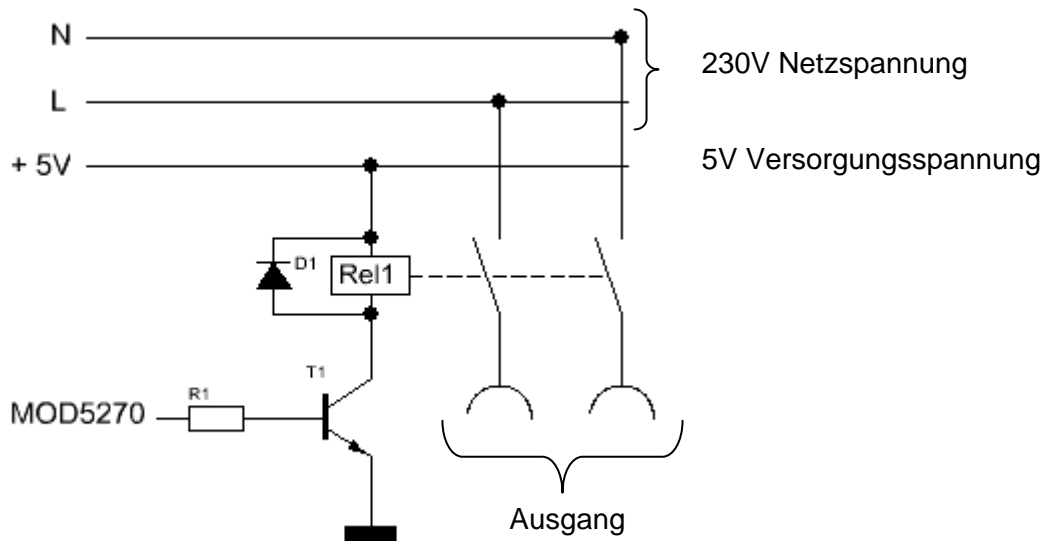 N
230V Netzspannung
L
+ 5V
5V Versorgungsspannung
D1
Rel1
T1
R1
MOD5270
Ausgang